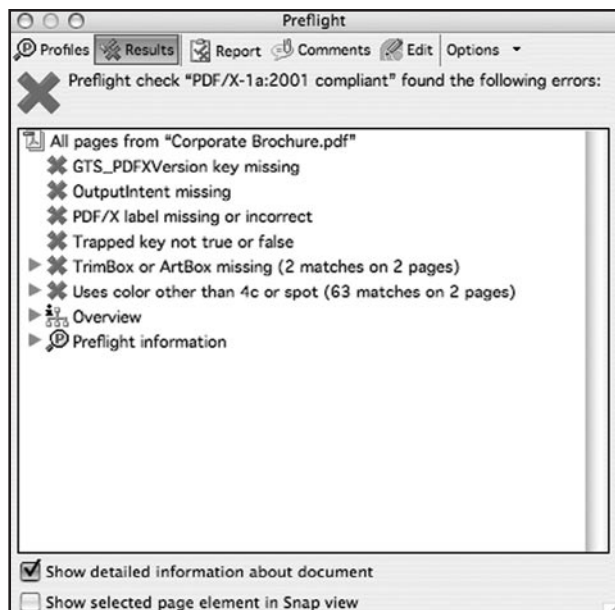 Preflight
Profiles Results Report Comments Edit Options
Preflight check “PDF/X-1a:2001 compliant” found the following errors:
All pages from “Corporate Brochure.pdf”
GTS_PDFXVersion key missing
OutputIntent missing
PDF/X label missing or incorrect
Trapped key not true or false
TrimBox or ArtBox missing (2 matches on 2 pages)
Uses color other than 4c or spot (63 matches on 2 pages)
Overview
Preflight information
Show detailed information about document
Show selected page element in Snap view